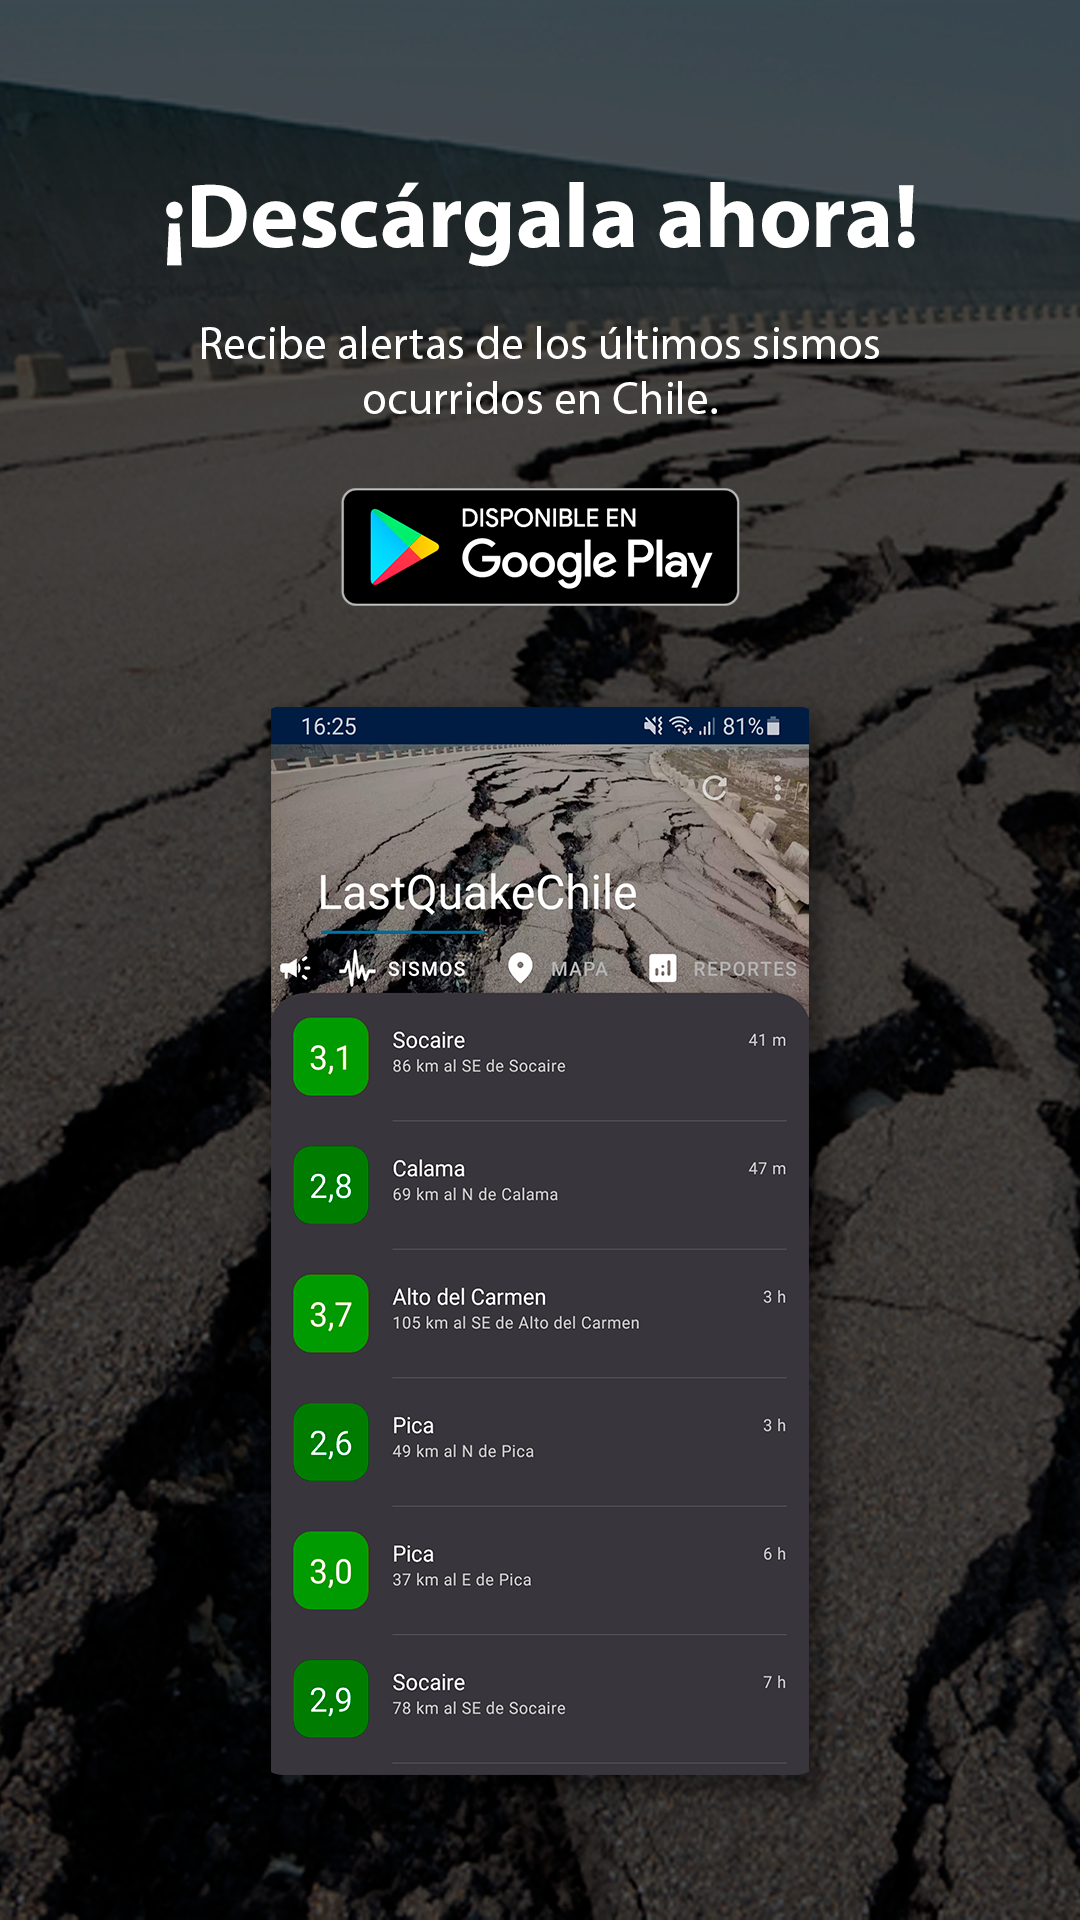 ¡Descárgala ahora!
Recibe alertas de los últimos sismos
ocurridos en Chile.
DISPONIBLE EN
Google Play
16:25 81%
LastQuakeChile
SISMOS MAPA REPORTES
3,1 Socaire 41 m
86 km al SE de Socaire
2,8 Calama 47 m
69 km al N de Calama
3,7 Alto del Carmen 3 h
105 km al SE de Alto del Carmen
2,6 Pica 3 h
49 km al N de Pica
3,0 Pica 6 h
37 km al E de Pica
2,9 Socaire 7 h
78 km al SE de Socaire